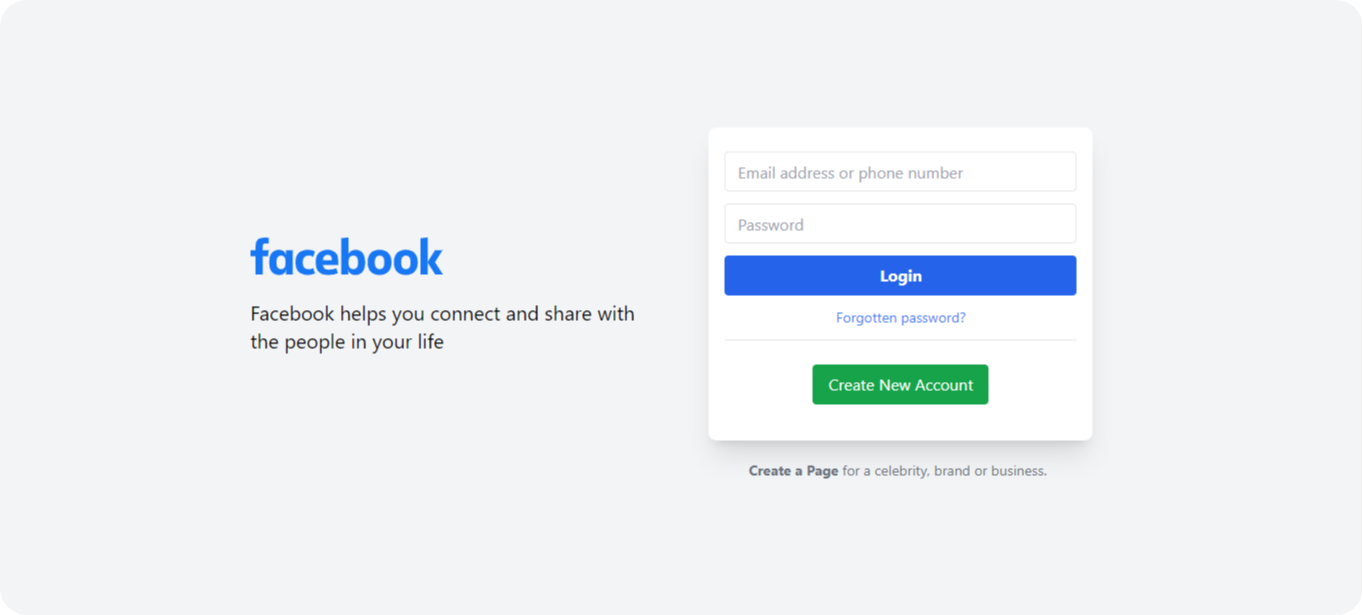 facebook
Facebook helps you connect and share with
the people in your life
Email address or phone number
Password
Login
Forgotten password?
Create New Account
Create a Page for a celebrity, brand or business.